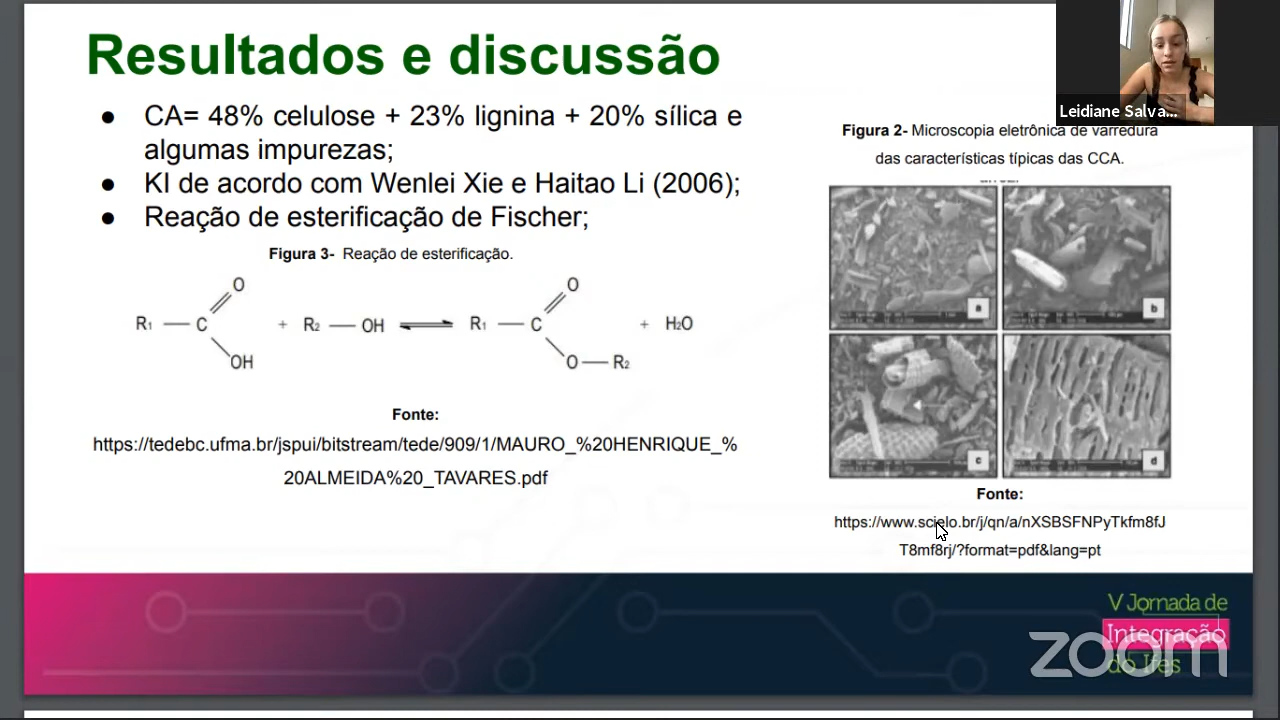 Resultados e discussão
● CA= 48% celulose + 23% lignina + 20% sílica e
algumas impurezas;
● KI de acordo com Wenlei Xie e Haitao Li (2006);
● Reação de esterificação de Fischer;
Figura 3- Reação de esterificação.
R1 — C
O
OH
+ R2 — OH
R1 — C
O
O — R2
+ H2O
Fonte:
https://tedebc.ufma.br/jspui/bitstream/tede/909/1/MAURO_%20HENRIQUE_%
20ALMEIDA%20_TAVARES.pdf
Leidiane Salva...
Figura 2- Microscopia eletrônica de varredura
das características típicas das CCA.
a
b
c
d
Fonte:
https://www.scielo.br/j/qn/a/nXSBSFNPyTkfm8fJ
T8mf8rj/?format=pdf&lang=pt
V Jornada de
Integração
do Ifes
zoom